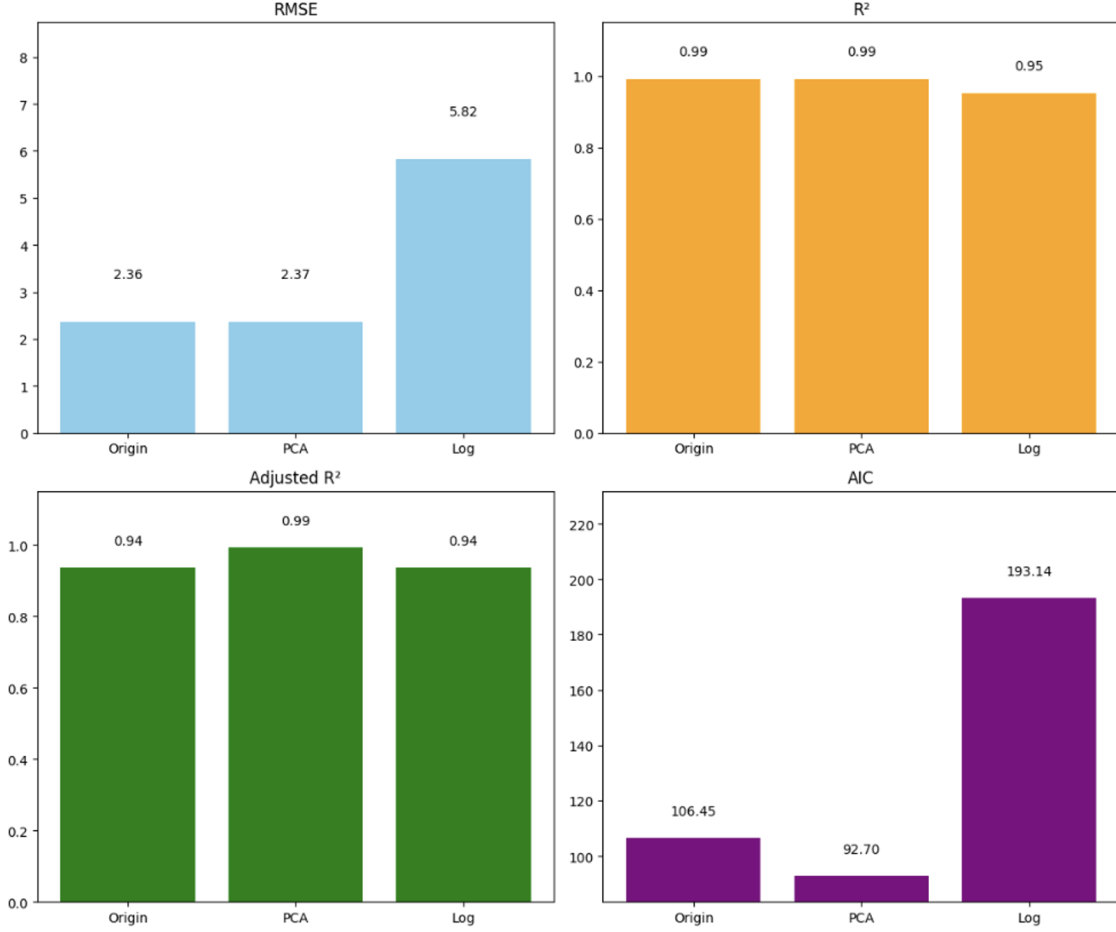 RMSE
8
7
6
5
4
3
2
1
0
2.36
2.37
5.82
Origin
PCA
Log
R²
1.0
0.8
0.6
0.4
0.2
0.0
0.99
0.99
0.95
Origin
PCA
Log
Adjusted R²
1.0
0.8
0.6
0.4
0.2
0.0
0.94
0.99
0.94
Origin
PCA
Log
AIC
220
200
180
160
140
120
100
106.45
92.70
193.14
Origin
PCA
Log